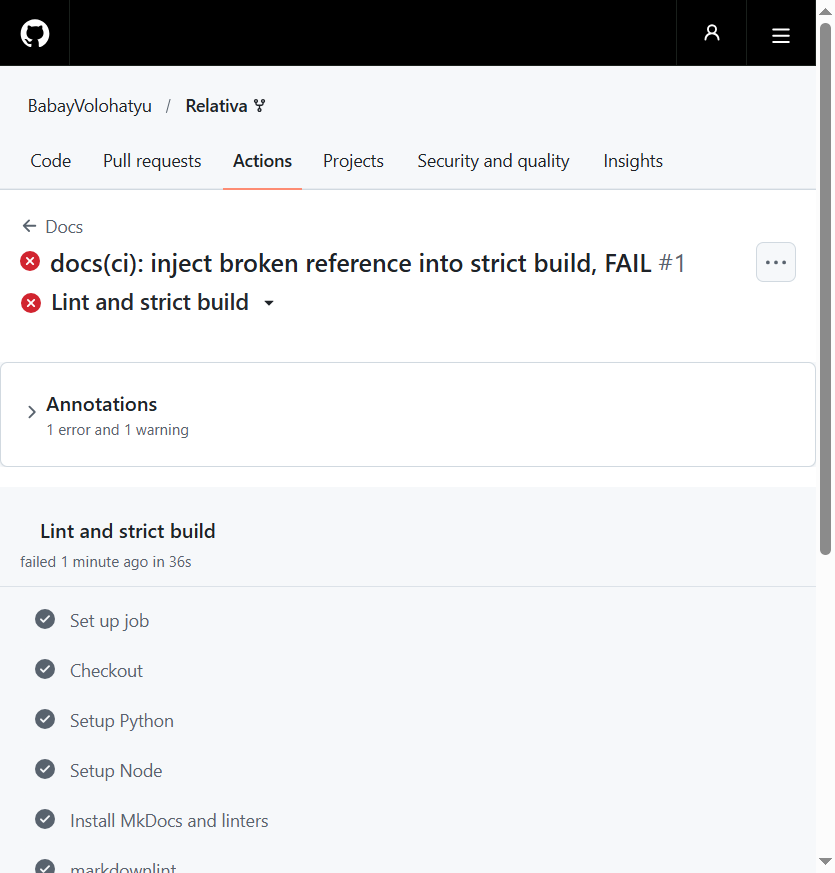 BabayVolohatyu / Relativa
Code Pull requests Actions Projects Security and quality Insights
Docs
docs(ci): inject broken reference into strict build, FAIL #1
Lint and strict build
Annotations
1 error and 1 warning
Lint and strict build
failed 1 minute ago in 36s
Set up job
Checkout
Setup Python
Setup Node
Install MkDocs and linters
markdownlint